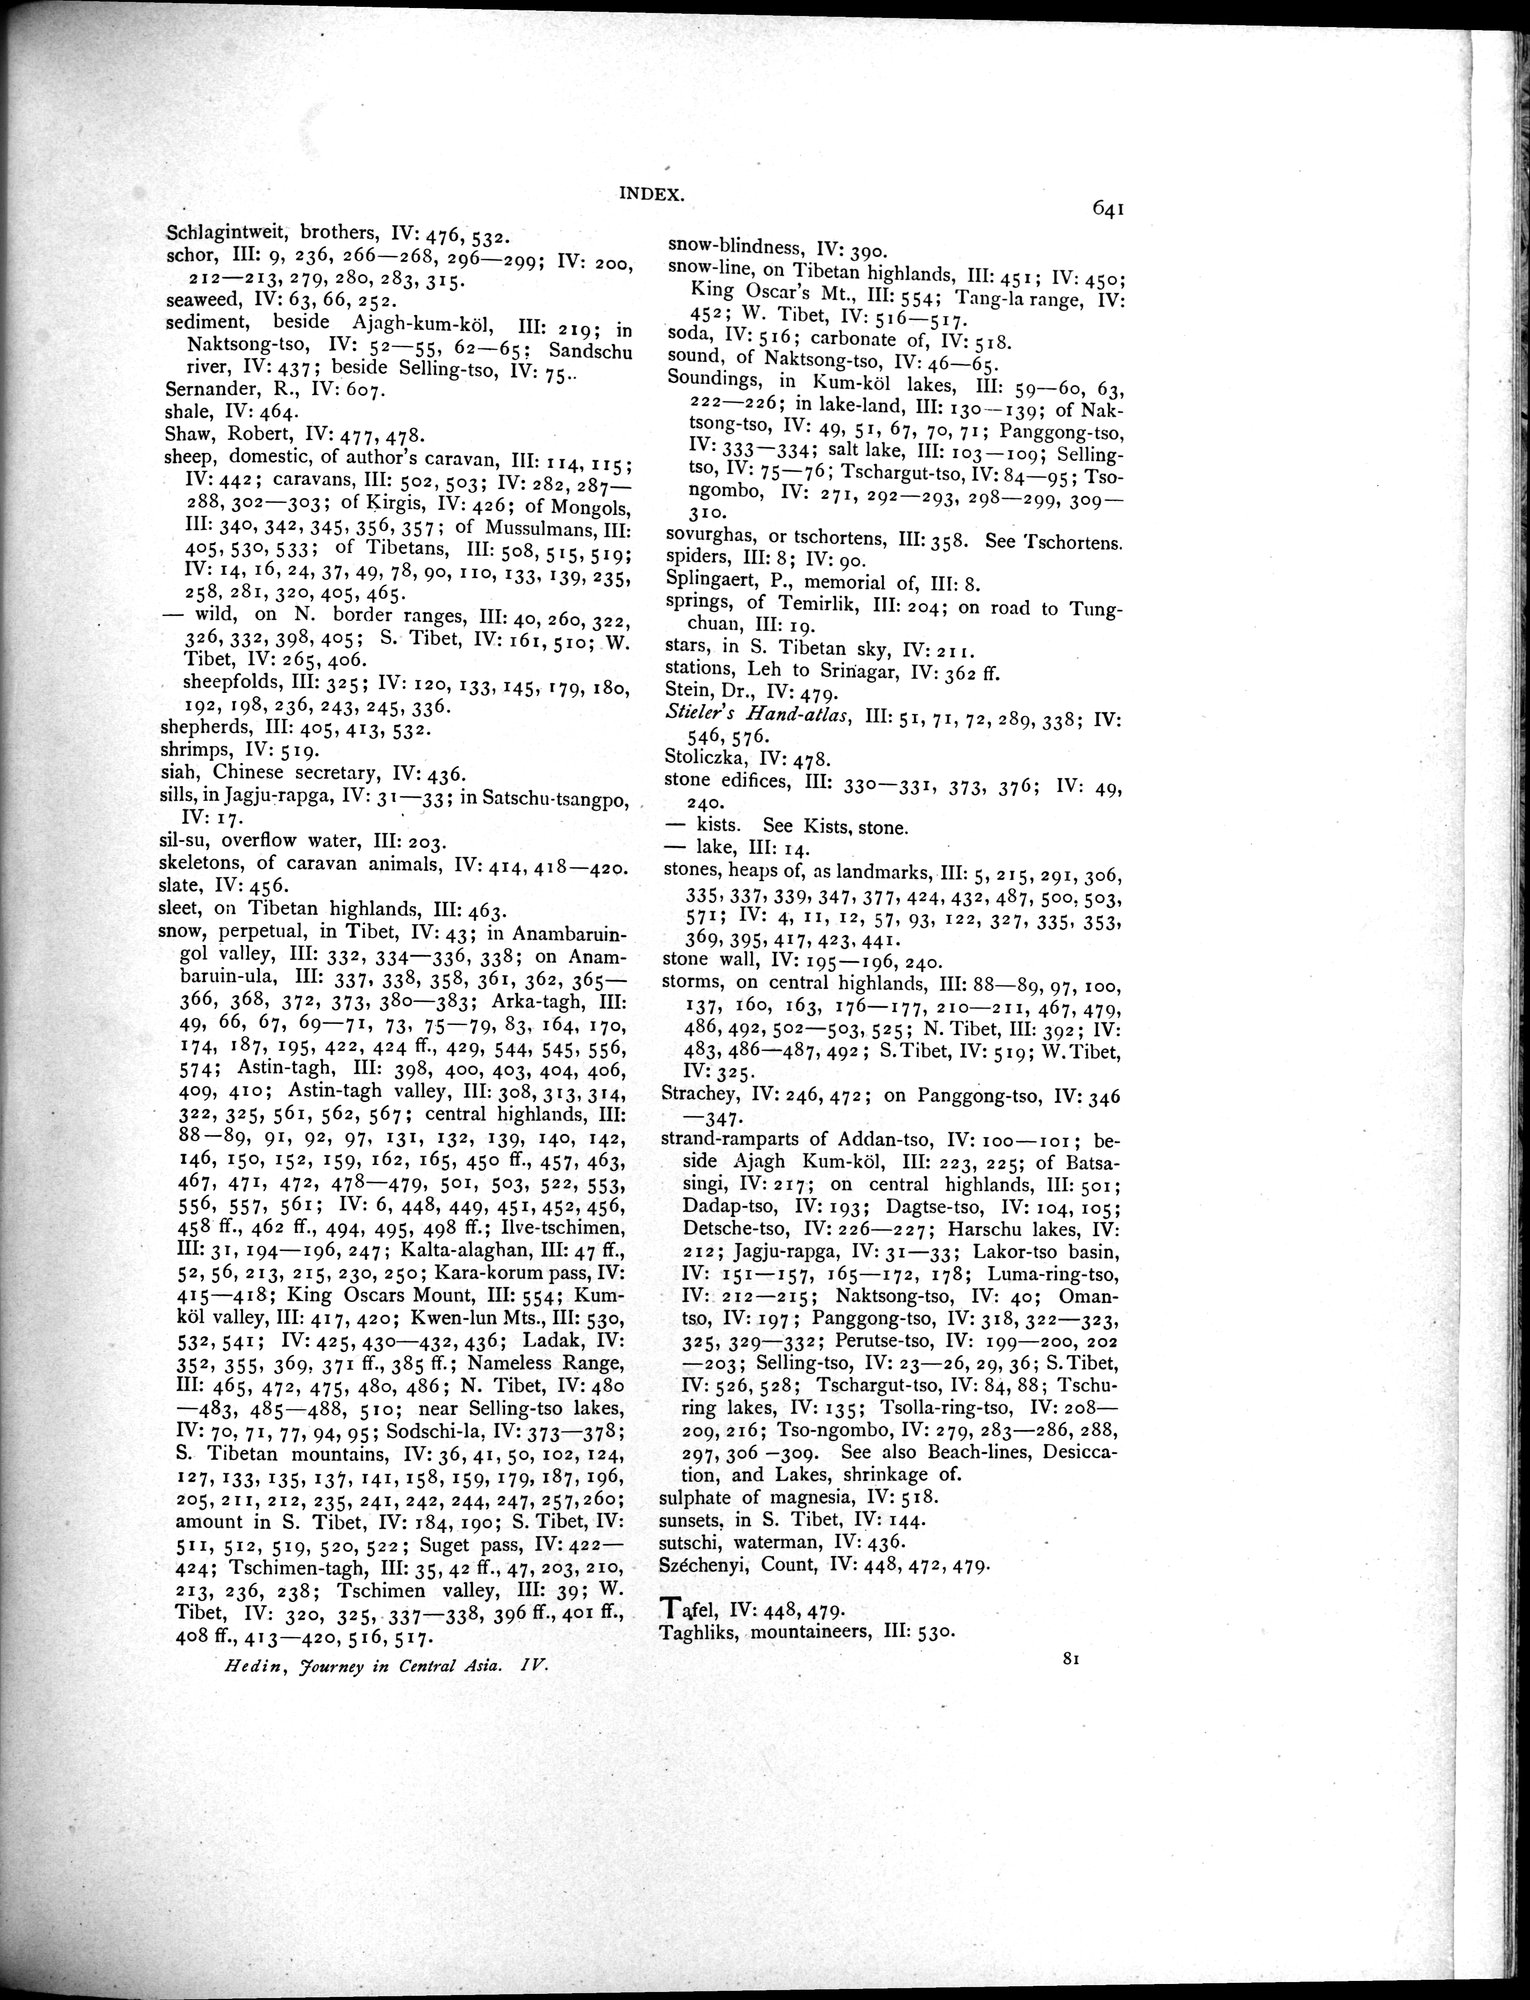 INDEX.
641
Schlagintweit, brothers, IV: 476, 532.
schor, III: 9, 236, 266—268, 296—299; IV: 200,
212—213, 279, 280, 283, 315.
seaweed, IV: 63, 66, 252.
sediment, beside Ajagh-kum-köl, III: 219; in
Naktsong-tso, IV: 52—55, 62—65; Sandschu
river, IV: 437; beside Selling-tso, IV: 75..
Sernander, R., IV: 607.
shale, IV: 464.
Shaw, Robert, IV: 477, 478.
sheep, domestic, of author's caravan, III: 114, 115;
IV: 442; caravans, III: 502, 503; IV: 282, 287—
288, 302—303; of Kirgis, IV: 426; of Mongols,
III: 340, 342, 345, 356, 357; of Mussulmans, III:
405, 530, 533; of Tibetans, III: 508, 515, 519;
IV: 14, 16, 24, 37, 49, 78, 90, 110, 133, 139, 235,
258, 281, 320, 405, 465.
— wild, on N. border ranges, III: 40, 260, 322,
326, 332, 398, 405; S. Tibet, IV: 161, 510; W.
Tibet, IV: 265, 406.
sheepfolds, III: 325; IV: 120, 133, 145, 179, 180,
192, 198, 236, 243, 245, 336.
shepherds, III: 405, 413, 532.
shrimps, IV: 519.
siah, Chinese secretary, IV: 436.
sills, in Jagju-rapga, IV: 31—33; in Satschu-tsangpo,
IV: 17.
sil-su, overflow water, III: 203.
skeletons, of caravan animals, IV: 414, 418—420.
slate, IV: 456.
sleet, on Tibetan highlands, III: 463.
snow, perpetual, in Tibet, IV: 43; in Anambaruin-
gol valley, III: 332, 334—336, 338; on Anam-
baruin-ula, III: 337, 338, 358, 361, 362, 365—
366, 368, 372, 373, 380—383; Arka-tagh, III:
49, 66, 67, 69—71, 73, 75—79, 83, 164, 170,
174, 187, 195, 422, 424 ff., 429, 544, 545, 556,
574; Astin-tagh, III: 398, 400, 403, 404, 406,
409, 410; Astin-tagh valley, III: 308, 313, 314,
322, 325, 561, 562, 567; central highlands, III:
88—89, 91, 92, 97, 131, 132, 139, 140, 142,
146, 150, 152, 159, 162, 165, 450 ff., 457, 463,
467, 471, 472, 478—479, 501, 503, 522, 553,
556, 557, 561; IV: 6, 448, 449, 451, 452, 456,
458 ff., 462 ff., 494, 495, 498 ff.; Ilve-tschimen,
III: 31, 194—196, 247; Kalta-alaghan, III: 47 ff.,
52, 56, 213, 215, 230, 250; Kara-korum pass, IV:
415—418; King Oscars Mount, III: 554; Kum-
köl valley, III: 417, 420; Kwen-lun Mts., III: 530,
532, 541; IV: 425, 430—432, 436; Ladak, IV:
352, 355, 369, 371 ff., 385 ff.; Nameless Range,
III: 465, 472, 475, 480, 486; N. Tibet, IV: 480
—483, 485—488, 510; near Selling-tso lakes,
IV: 70, 71, 77, 94, 95; Sodschi-la, IV: 373—378;
S. Tibetan mountains, IV: 36, 41, 50, 102, 124,
127, 133, 135, 137, 141, 158, 159, 179, 187, 196,
205, 211, 212, 235, 241, 242, 244, 247, 257, 260;
amount in S. Tibet, IV: 184, 190; S. Tibet, IV:
511, 512, 519, 520, 522; Suget pass, IV: 422—
424; Tschimen-tagh, III: 35, 42 ff., 47, 203, 210,
213, 236, 238; Tschimen valley, III: 39; W.
Tibet, IV: 320, 325, 337—338, 396 ff., 401 ff.,
408 ff., 413—420, 516, 517.
Hedin, Journey in Central Asia. IV.
snow-blindness, IV: 390.
snow-line, on Tibetan highlands, III: 451; IV: 450;
King Oscar's Mt., III: 554; Tang-la range, IV:
452; W. Tibet, IV: 516—517.
soda, IV: 516; carbonate of, IV: 518.
sound, of Naktsong-tso, IV: 46—65.
Soundings, in Kum-köl lakes, III: 59—60, 63,
222—226; in lake-land, III: 130—139; of Nak-
tsong-tso, IV: 49, 51, 67, 70, 71; Panggong-tso,
IV: 333—334; salt lake, III: 103—109; Selling-
tso, IV: 75—76; Tschargut-tso, IV: 84—95; Tso-
ngombo, IV: 271, 292—293, 298—299, 309—
310.
sovurghas, or tschortens, III: 358. See Tschortens.
spiders, III: 8; IV: 90.
Splingaert, P., memorial of, III: 8.
springs, of Temirlik, III: 204; on road to Tung-
chuan, III: 19.
stars, in S. Tibetan sky, IV: 211.
stations, Leh to Srinagar, IV: 362 ff.
Stein, Dr., IV: 479.
Stieler's Hand-atlas, III: 51, 71, 72, 289, 338; IV:
546, 576.
Stoliczka, IV: 478.
stone edifices, III: 330—331, 373, 376; IV: 49,
240.
— kists. See Kists, stone.
— lake, III: 14.
stones, heaps of, as landmarks, III: 5, 215, 291, 306,
335, 337, 339, 347, 377, 424, 432, 487, 500, 503,
571; IV: 4, 11, 12, 57, 93, 122, 327, 335, 353,
369, 395, 417, 423, 441.
stone wall, IV: 195—196, 240.
storms, on central highlands, III: 88—89, 97, 100,
137, 160, 163, 176—177, 210—211, 467, 479,
486, 492, 502—503, 525; N. Tibet, III: 392; IV:
483, 486—487, 492; S. Tibet, IV: 519; W. Tibet,
IV: 325.
Strachey, IV: 246, 472; on Panggong-tso, IV: 346
—347.
strand-ramparts of Addan-tso, IV: 100—101; be-
side Ajagh Kum-köl, III: 223, 225; of Batsa-
singi, IV: 217; on central highlands, III: 501;
Dadap-tso, IV: 193; Dagtse-tso, IV: 104, 105;
Detsche-tso, IV: 226—227; Harschu lakes, IV:
212; Jagju-rapga, IV: 31—33; Lakor-tso basin,
IV: 151—157, 165—172, 178; Luma-ring-tso,
IV: 212—215; Naktsong-tso, IV: 40; Oman-
tso, IV: 197; Panggong-tso, IV: 318, 322—323,
325, 329—332; Perutse-tso, IV: 199—200, 202
—203; Selling-tso, IV: 23—26, 29, 36; S. Tibet,
IV: 526, 528; Tschargut-tso, IV: 84, 88; Tschu-
ring lakes, IV: 135; Tsolla-ring-tso, IV: 208—
209, 216; Tso-ngombo, IV: 279, 283—286, 288,
297, 306—309. See also Beach-lines, Desicca-
tion, and Lakes, shrinkage of.
sulphate of magnesia, IV: 518.
sunsets, in S. Tibet, IV: 144.
sutschi, waterman, IV: 436.
Széchenyi, Count, IV: 448, 472, 479.
Tafel, IV: 448, 479.
Taghliks, mountaineers, III: 530.
81